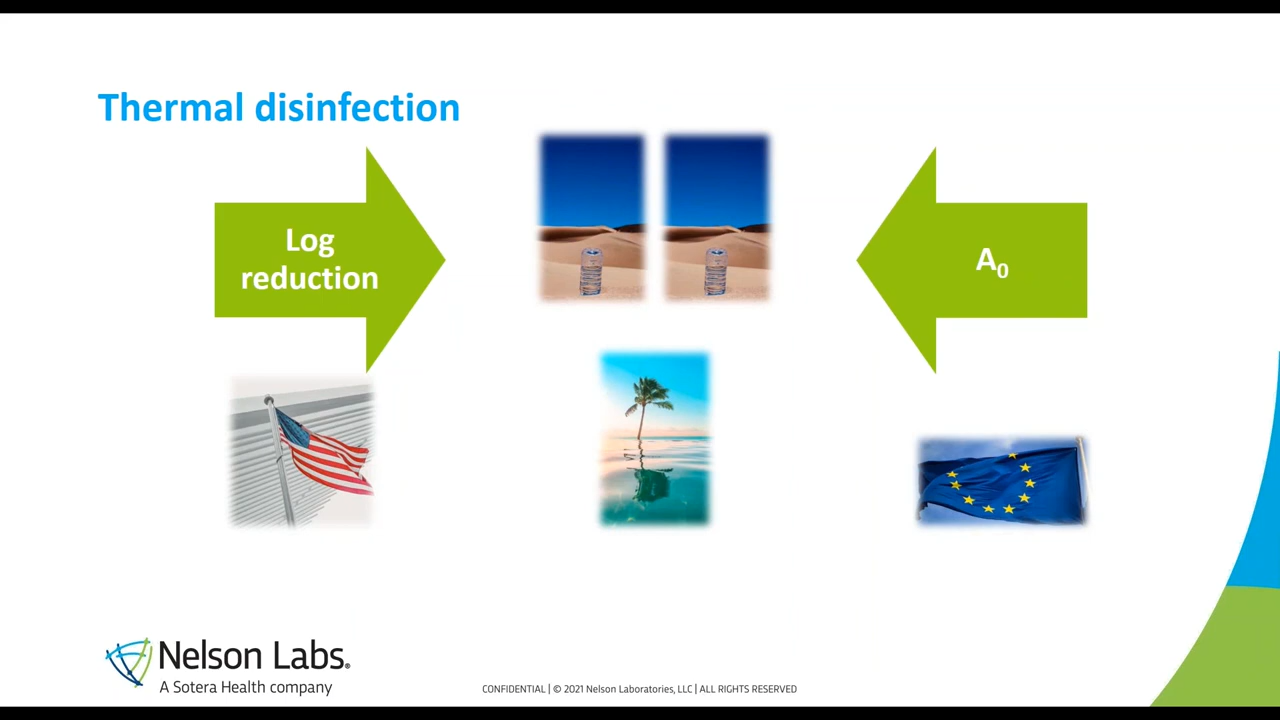 Thermal disinfection
Log
reduction
A₀
Nelson Labs®
A Sotera Health company
CONFIDENTIAL | © 2021 Nelson Laboratories, LLC | ALL RIGHTS RESERVED